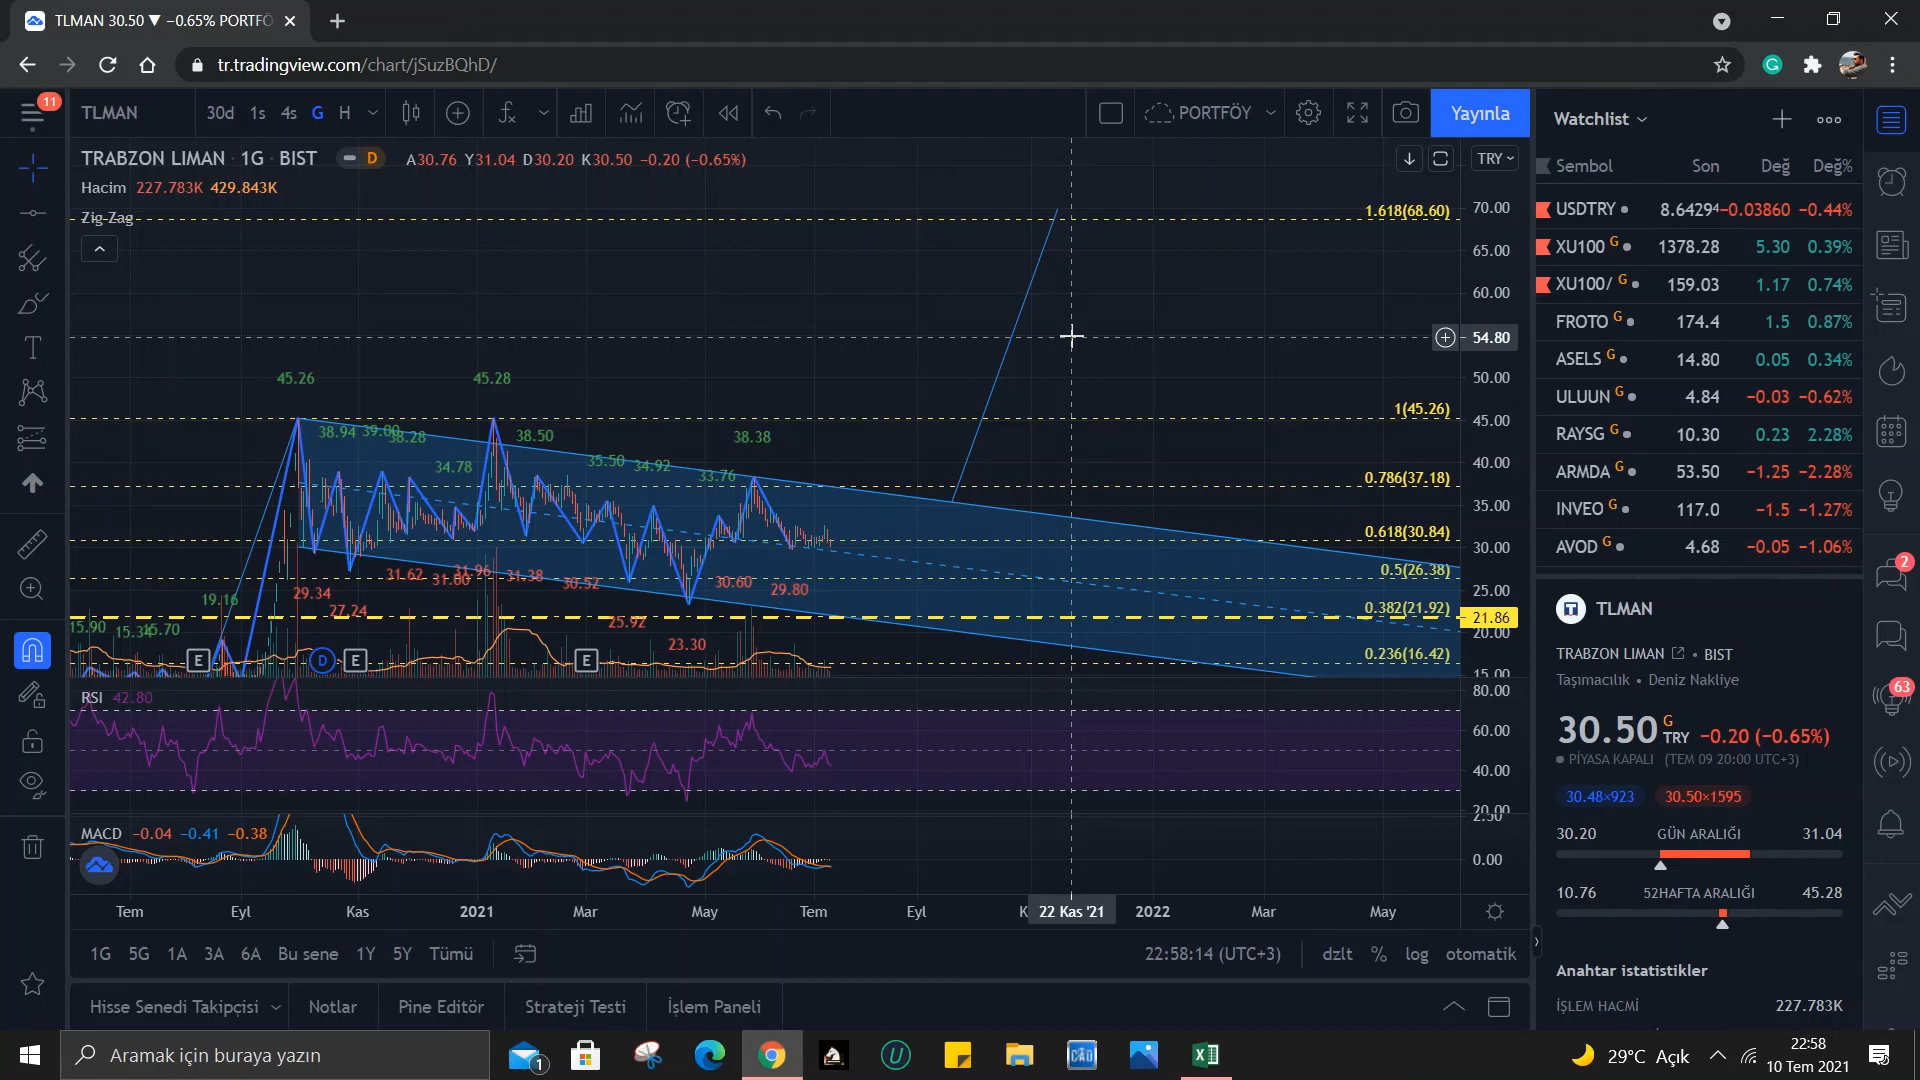 TLMAN 30.50 ▼ −0.65% PORTFÖ
tr.tradingview.com/chart/jSuzBQhD/
11
TLMAN
30d 1s 4s G H
PORTFÖY
Yayınla
TRABZON LIMAN · 1G · BIST
D
A30.76 Y31.04 D30.20 K30.50 −0.20 (−0.65%)
TRY
Hacim 227.783K 429.843K
Zig Zag
1.618(68.60)
1(45.26)
0.786(37.18)
0.618(30.84)
0.5(26.38)
0.382(21.92)
0.236(16.42)
70.00
65.00
60.00
54.80
50.00
45.00
40.00
35.00
30.00
25.00
21.86
20.00
15.00
45.26
45.28
38.94
39.00
38.28
38.50
38.38
34.78
35.50
34.92
33.76
19.16
29.34
27.24
31.62
31.00
31.96
31.38
30.52
30.60
29.80
25.92
23.30
15.90
15.34
15.70
E
D
E
E
RSI 42.80
80.00
60.00
40.00
20.00
MACD −0.04 −0.41 −0.38
2.50
0.00
Tem Eyl Kas 2021 Mar May Tem Eyl K 22 Kas '21 2022 Mar May
1G 5G 1A 3A 6A Bu sene 1Y 5Y Tümü
22:58:14 (UTC+3)
dzlt % log otomatik
Hisse Senedi Takipçisi
Notlar
Pine Editör
Strateji Testi
İşlem Paneli
Watchlist
Sembol Son Değ Değ%
USDTRY 8.64294 −0.03860 −0.44%
XU100 G 1378.28 5.30 0.39%
XU100/ G 159.03 1.17 0.74%
FROTO G 174.4 1.5 0.87%
ASELS G 14.80 0.05 0.34%
ULUUN G 4.84 −0.03 −0.62%
RAYSG G 10.30 0.23 2.28%
ARMDA G 53.50 −1.25 −2.28%
INVEO G 117.0 −1.5 −1.27%
AVOD G 4.68 −0.05 −1.06%
TLMAN
TRABZON LIMAN • BIST
Taşımacılık • Deniz Nakliye
30.50 G TRY −0.20 (−0.65%)
PİYASA KAPALI (TEM 09 20:00 UTC+3)
30.48×923 30.50×1595
30.20 GÜN ARALIĞI 31.04
10.76 52HAFTA ARALIĞI 45.28
Anahtar istatistikler
İŞLEM HACMİ 227.783K
2
63
Aramak için buraya yazın
1
29°C Açık
22:58
10 Tem 2021